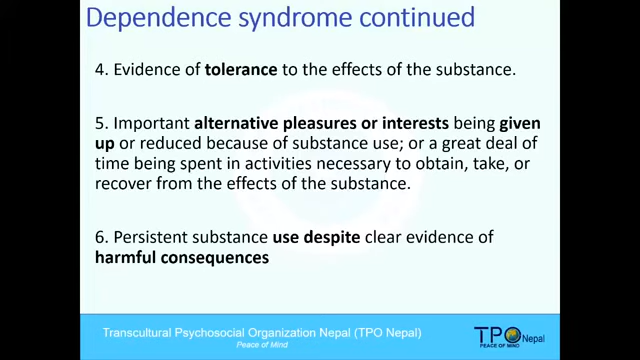 Dependence syndrome continued
4. Evidence of tolerance to the effects of the substance.
5. Important alternative pleasures or interests being given
up or reduced because of substance use; or a great deal of
time being spent in activities necessary to obtain, take, or
recover from the effects of the substance.
6. Persistent substance use despite clear evidence of
harmful consequences
Transcultural Psychosocial Organization Nepal (TPO Nepal)
Peace of Mind
TPO Nepal
PEACE OF MIND